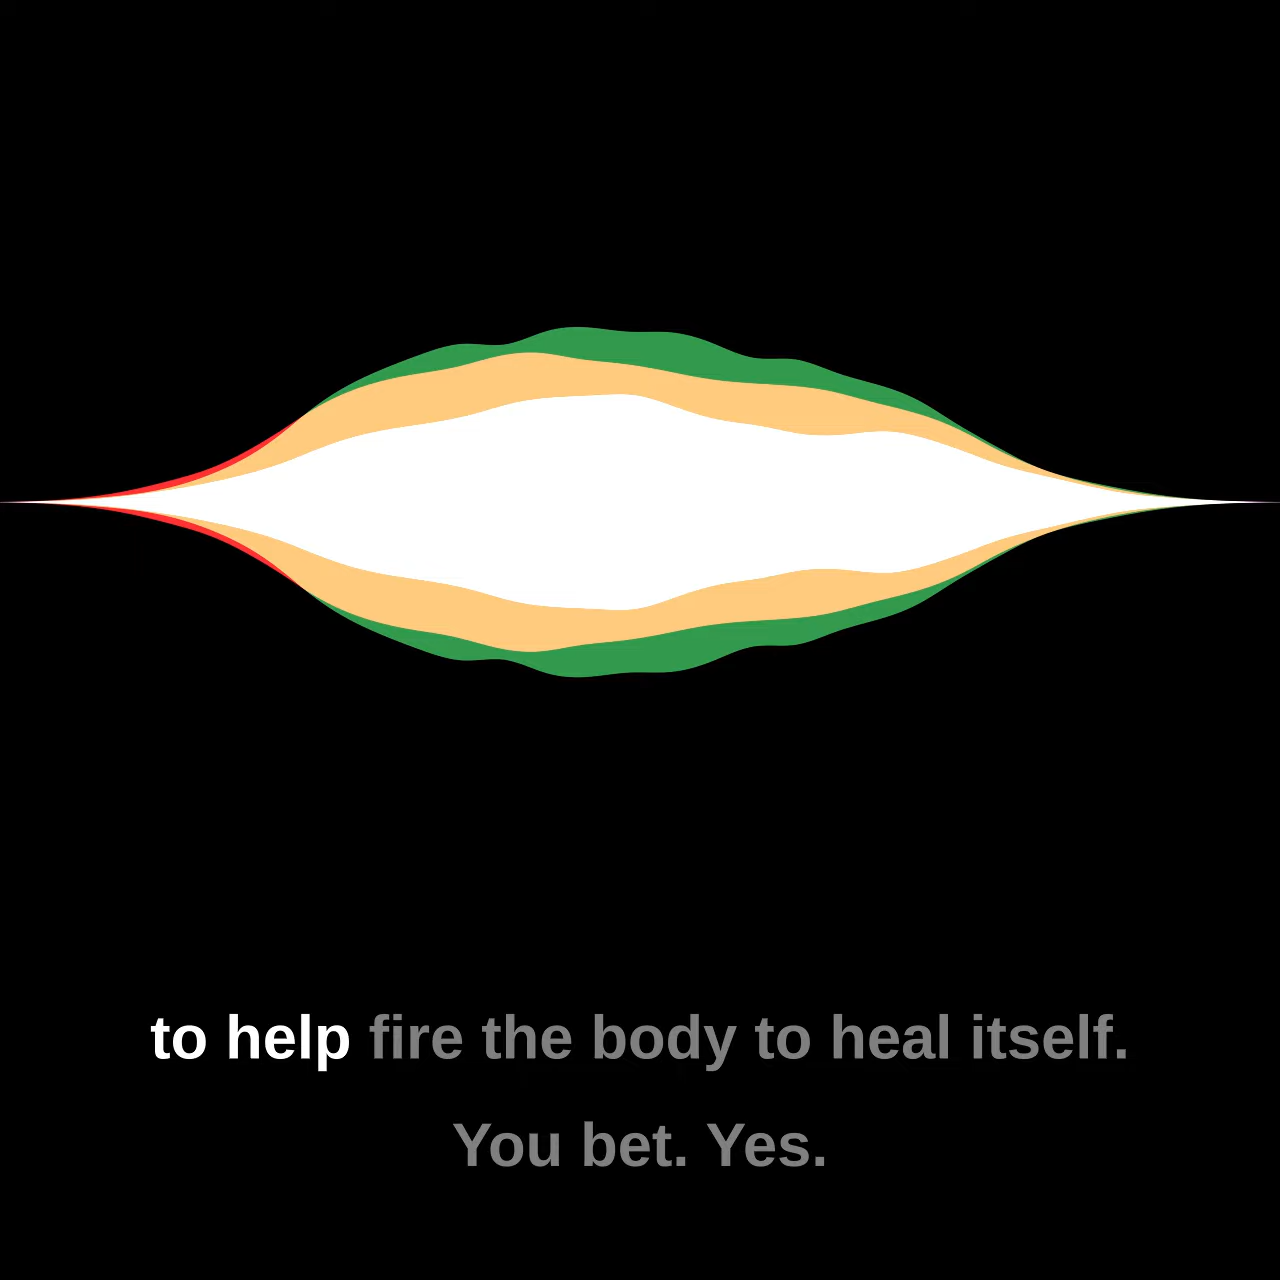 to help fire the body to heal itself.
You bet. Yes.